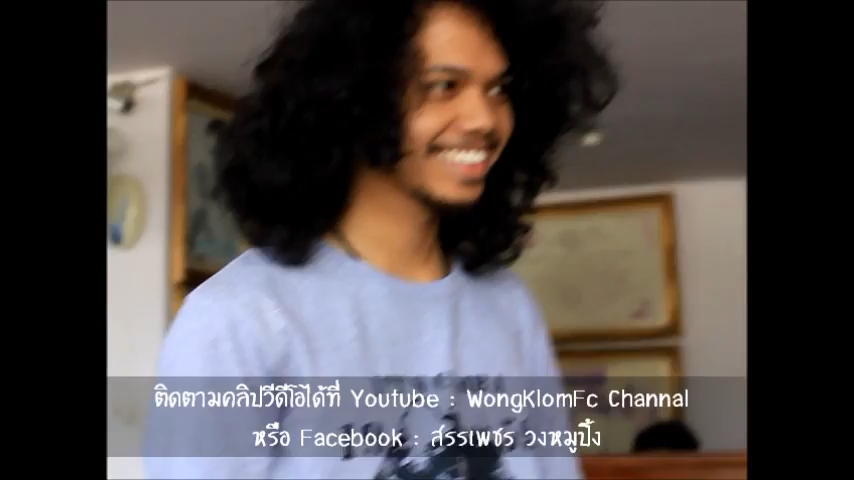 ติดตามคลิปวีดีโอได้ที่ Youtube : WongKlomFc Channal
หรือ Facebook : สรรเพชร วงหมูปิ้ง